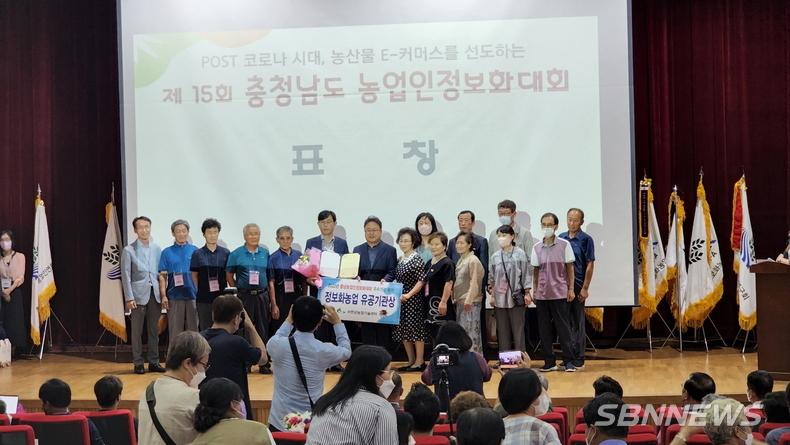 POST 코로나 시대, 농산물 E-커머스를 선도하는
제 15회 충청남도 농업인정보화대회
표 창
정보화농업 유공기관상
SBNNEWS